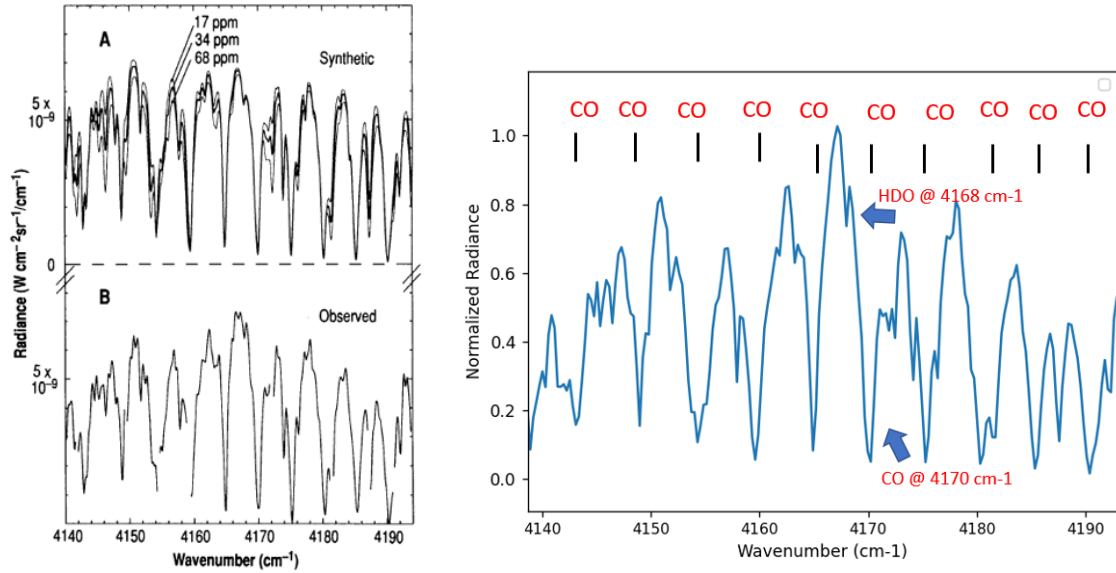 A
17 ppm
34 ppm
68 ppm
Synthetic
5 x
10⁻⁹
0
B
Observed
5 x
10⁻⁹
Radiance (W cm⁻²sr⁻¹/cm⁻¹)
4140 4150 4160 4170 4180 4190
Wavenumber (cm⁻¹)
CO CO CO CO CO CO CO CO CO CO
1.0
0.8
0.6
0.4
0.2
0.0
Normalized Radiance
HDO @ 4168 cm-1
CO @ 4170 cm-1
4140 4150 4160 4170 4180 4190
Wavenumber (cm-1)